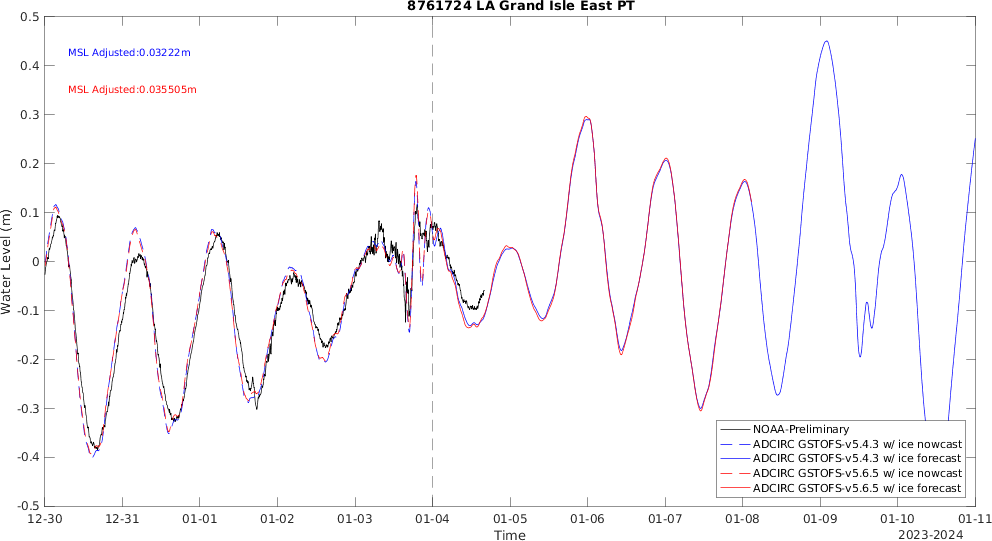 8761724 LA Grand Isle East PT
0.5
0.4
0.3
0.2
0.1
0
-0.1
-0.2
-0.3
-0.4
-0.5
Water Level (m)
MSL Adjusted:0.03222m
MSL Adjusted:0.035505m
NOAA-Preliminary
ADCIRC GSTOFS-v5.4.3 w/ ice nowcast
ADCIRC GSTOFS-v5.4.3 w/ ice forecast
ADCIRC GSTOFS-v5.6.5 w/ ice nowcast
ADCIRC GSTOFS-v5.6.5 w/ ice forecast
12-30 12-31 01-01 01-02 01-03 01-04 01-05 01-06 01-07 01-08 01-09 01-10 01-11
Time
2023-2024